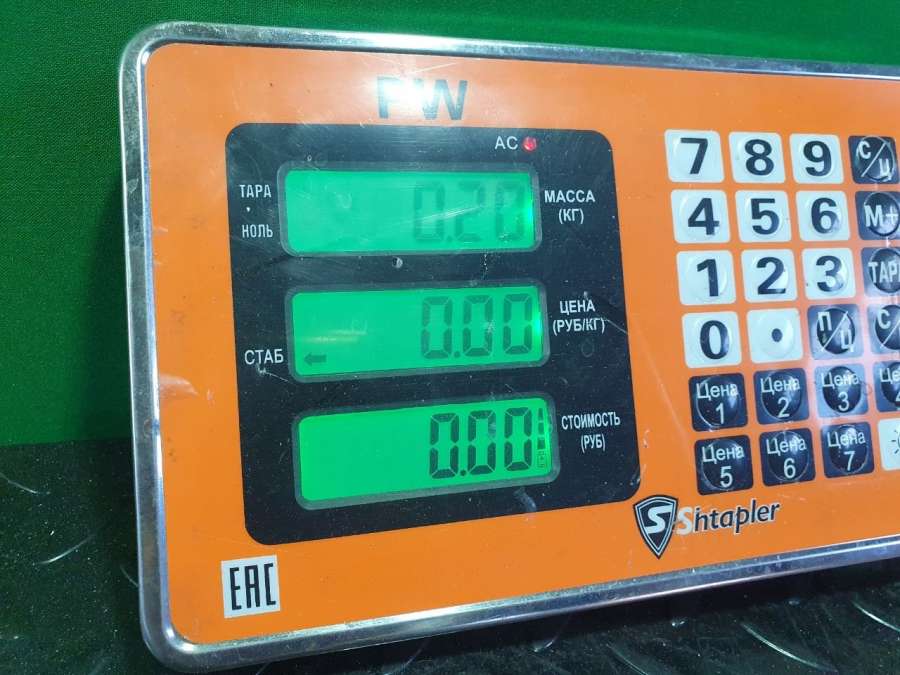 PW
AC
ТАРА
НОЛЬ
0.20
МАССА
(КГ)
0.00
ЦЕНА
(РУБ/КГ)
СТАБ
0.00
СТОИМОСТЬ
(РУБ)
7 8 9 С/Ц
4 5 6 М+
1 2 3
0 . П/Ц
Цена 1 Цена 2 Цена 3
Цена 5 Цена 6 Цена 7
S Shtapler
EAC